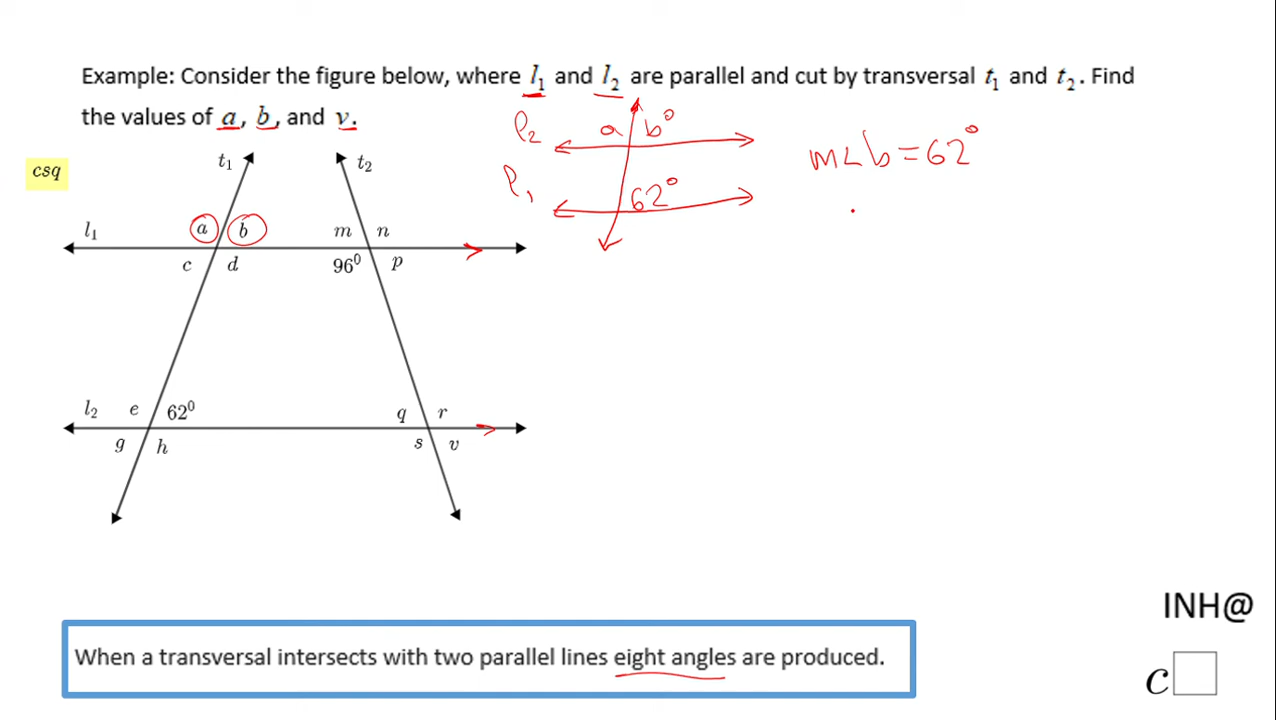 Example: Consider the figure below, where l₁ and l₂ are parallel and cut by transversal t₁ and t₂. Find
the values of a, b, and v.
csq
t₁
t₂
l₂ a b°
l₁ 62°
m∠b = 62°
l₁ a b m n
c d 96⁰ p
l₂ e 62⁰ q r
g h s v
INH@
When a transversal intersects with two parallel lines eight angles are produced.
c